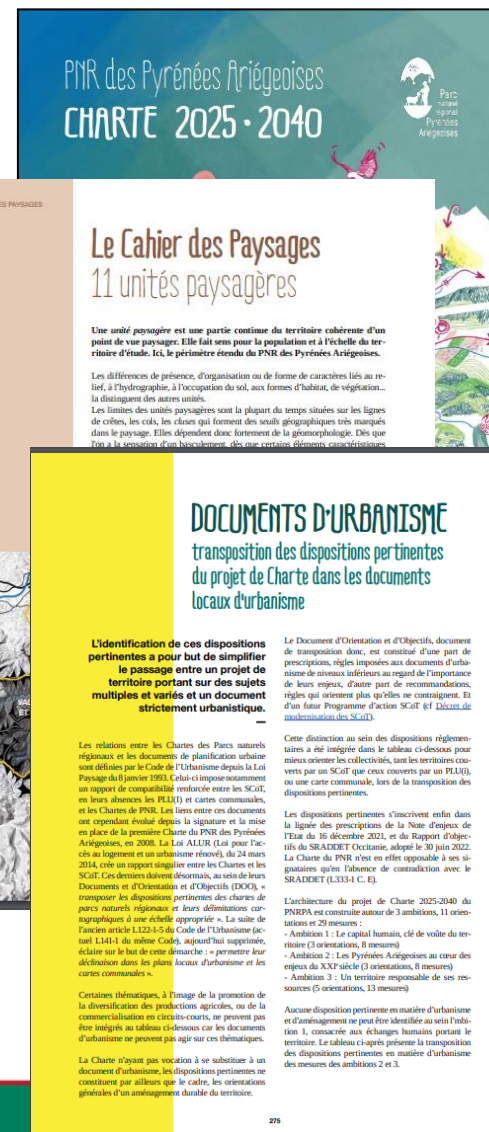 PNR des Pyrénées Ariégeoises
CHARTE 2025 • 2040
Parc
naturel
régional
Pyrénées
Ariégeoises
ES PAYSAGES
Le Cahier des Paysages
11 unités paysagères
Une unité paysagère est une partie continue du territoire cohérente d'un
point de vue paysager. Elle fait sens pour la population et à l'échelle du ter-
ritoire d'étude. Ici, le périmètre étendu du PNR des Pyrénées Ariégeoises.
Les différences de présence, d'organisation ou de forme de caractères liés au re-
lief, à l'hydrographie, à l'occupation du sol, aux formes d'habitat, de végétation...
la distinguent des autres unités.
Les limites des unités paysagères sont la plupart du temps situées sur les lignes
de crêtes, les cols, les cluses qui forment des seuils géographiques très marqués
dans le paysage. Elles dépendent donc fortement de la géomorphologie. Dès que
l'on a la sensation d'un basculement, dès que certains éléments caractéristiques
DOCUMENTS D'URBANISME
transposition des dispositions pertinentes
du projet de Charte dans les documents
locaux d'urbanisme
L'identification de ces dispositions
pertinentes a pour but de simplifier
le passage entre un projet de
territoire portant sur des sujets
multiples et variés et un document
strictement urbanistique.
—
Les relations entre les Chartes des Parcs naturels
régionaux et les documents de planification urbaine
sont définies par le Code de l'Urbanisme depuis la Loi
Paysage du 8 janvier 1993. Celui-ci impose notamment
un rapport de compatibilité renforcée entre les SCoT,
en leurs absences les PLU(I) et cartes communales,
et les Chartes de PNR. Les liens entre ces documents
ont cependant évolué depuis la signature et la mise
en place de la première Charte du PNR des Pyrénées
Ariégeoises, en 2008. La Loi ALUR (Loi pour l'ac-
cès au logement et un urbanisme rénové), du 24 mars
2014, crée un rapport singulier entre les Chartes et les
SCoT. Ces derniers doivent désormais, au sein de leurs
Documents et d'Orientation et d'Objectifs (DOO), «
transposer les dispositions pertinentes des chartes de
parcs naturels régionaux et leurs délimitations car-
tographiques à une échelle appropriée ». La suite de
l'ancien article L122-1-5 du Code de l'Urbanisme (ac-
tuel L141-1 du même Code), aujourd'hui supprimée,
éclaire sur le but de cette démarche : « permettre leur
déclinaison dans les plans locaux d'urbanisme et les
cartes communales ».
Certaines thématiques, à l'image de la promotion de
la diversification des productions agricoles, ou de la
commercialisation en circuits-courts, ne peuvent pas
être intégrés au tableau ci-dessous car les documents
d'urbanisme ne peuvent pas agir sur ces thématiques.
La Charte n'ayant pas vocation à se substituer à un
document d'urbanisme, les dispositions pertinentes ne
constituent par ailleurs que le cadre, les orientations
générales d'un aménagement durable du territoire.
Le Document d'Orientation et d'Objectifs, document
de transposition donc, est constitué d'une part de
prescriptions, règles imposées aux documents d'urba-
nisme de niveaux inférieurs au regard de l'importance
de leurs enjeux, d'autre part de recommandations,
règles qui orientent plus qu'elles ne contraignent. Et
d'un futur Programme d'action SCoT (cf Décret de
modernisation des SCoT).
Cette distinction au sein des dispositions réglemen-
taires a été intégrée dans le tableau ci-dessous pour
mieux orienter les collectivités, tant les territoires cou-
verts par un SCoT que ceux couverts par un PLU(i),
ou une carte communale, lors de la transposition des
dispositions pertinentes.
Les dispositions pertinentes s'inscrivent enfin dans
la lignée des prescriptions de la Note d'enjeux de
l'Etat du 16 décembre 2021, et du Rapport d'objec-
tifs du SRADDET Occitanie, adopté le 30 juin 2022.
La Charte du PNR n'est en effet opposable à ses si-
gnataires qu'en l'absence de contradiction avec le
SRADDET (L333-1 C. E).
L'architecture du projet de Charte 2025-2040 du
PNRPA est construite autour de 3 ambitions, 11 orien-
tations et 29 mesures :
- Ambition 1 : Le capital humain, clé de voûte du ter-
ritoire (3 orientations, 8 mesures)
- Ambition 2 : Les Pyrénées Ariégeoises au cœur des
enjeux du XXIe siècle (3 orientations, 8 mesures)
- Ambition 3 : Un territoire responsable de ses res-
sources (5 orientations, 13 mesures)
Aucune disposition pertinente en matière d'urbanisme
et d'aménagement ne peut être identifiée au sein l'mbi-
tion 1, consacrée aux échanges humains portant le
territoire. Le tableau ci-après présente la transposition
des dispositions pertinentes en matière d'urbanisme
des mesures des ambitions 2 et 3.
275